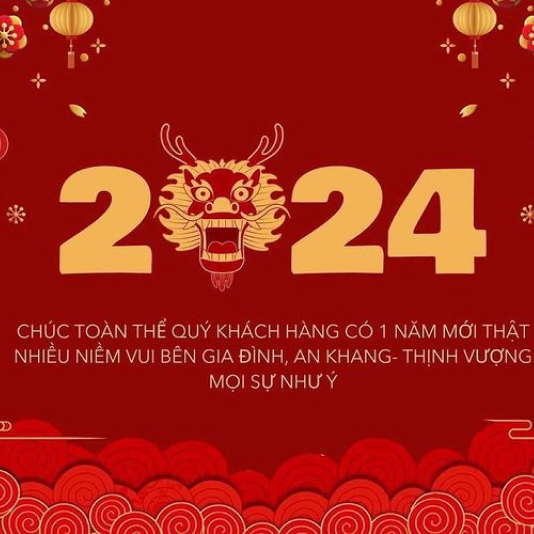 2024
CHÚC TOÀN THỂ QUÝ KHÁCH HÀNG CÓ 1 NĂM MỚI THẬT
NHIỀU NIỀM VUI BÊN GIA ĐÌNH, AN KHANG- THỊNH VƯỢNG
MỌI SỰ NHƯ Ý